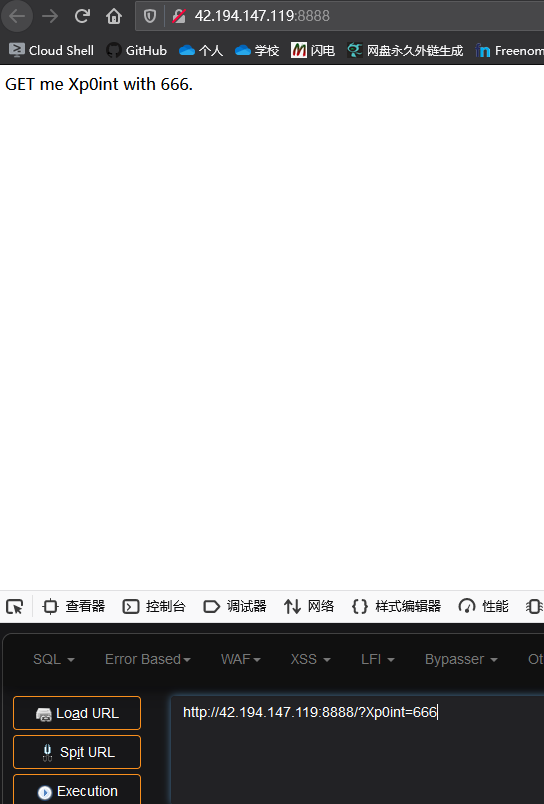 42.194.147.119:8888
Cloud Shell GitHub 个人 学校 闪电 网盘永久外链生成 Freenom
GET me Xp0int with 666.
查看器 控制台 调试器 网络 样式编辑器 性能
SQL Error Based WAF XSS LFI Bypasser Ot
Load URL
http://42.194.147.119:8888/?Xp0int=666
Spit URL
Execution